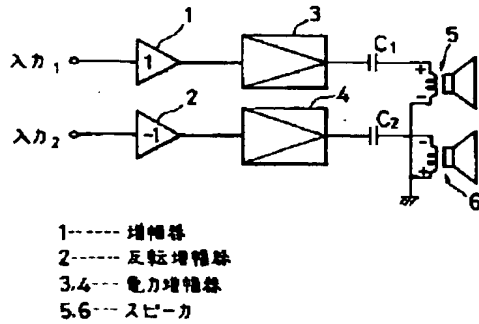 1
3
C1
5
入力1
1
+
-
2
4
入力2
-1
C2
-
+
6
1------ 増幅器
2------ 反転増幅器
3,4--- 電力増幅器
5,6--- スピーカ